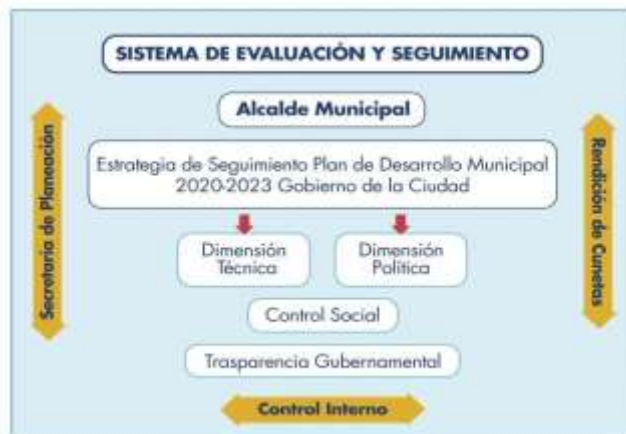 SISTEMA DE EVALUACIÓN Y SEGUIMIENTO
Alcalde Municipal
Secretaria de Planeación
Estrategia de Seguimiento Plan de Desarrollo Municipal
2020-2023 Gobierno de la Ciudad
Rendición de Cunetas
Dimensión
Técnica
Dimensión
Política
Control Social
Trasparencia Gubernamental
Control Interno